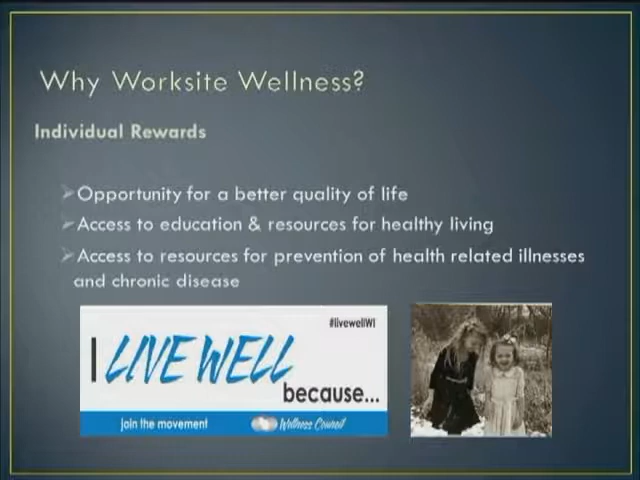 Why Worksite Wellness?
Individual Rewards
Opportunity for a better quality of life
Access to education & resources for healthy living
Access to resources for prevention of health related illnesses
and chronic disease
#livewellWI
I LIVE WELL
because...
Join the movement
Wellness Council